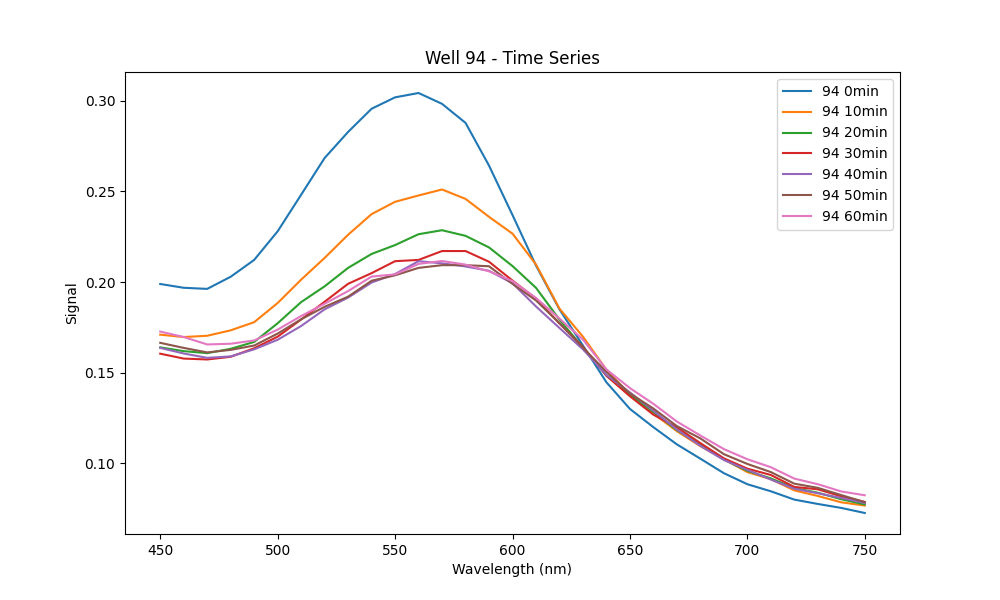 Well 94 - Time Series
94 0min
94 10min
94 20min
94 30min
94 40min
94 50min
94 60min
0.30
0.25
0.20
0.15
0.10
Signal
450 500 550 600 650 700 750
Wavelength (nm)